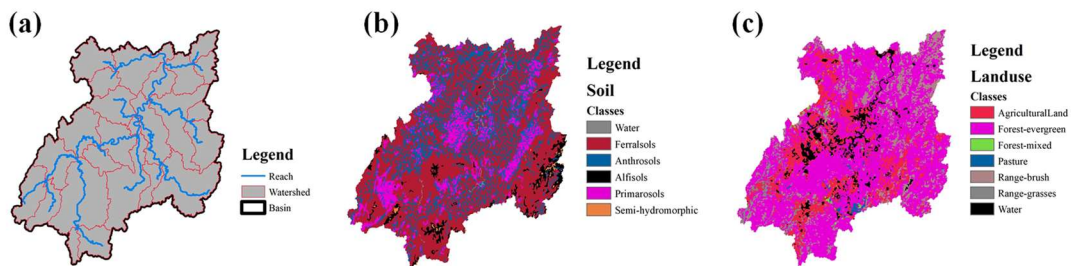 (a)
Legend
Reach
Watershed
Basin
(b)
Legend
Soil
Classes
Water
Ferralsols
Anthrosols
Alfisols
Primarosols
Semi-hydromorphic
(c)
Legend
Landuse
Classes
AgriculturalLand
Forest-evergreen
Forest-mixed
Pasture
Range-brush
Range-grasses
Water